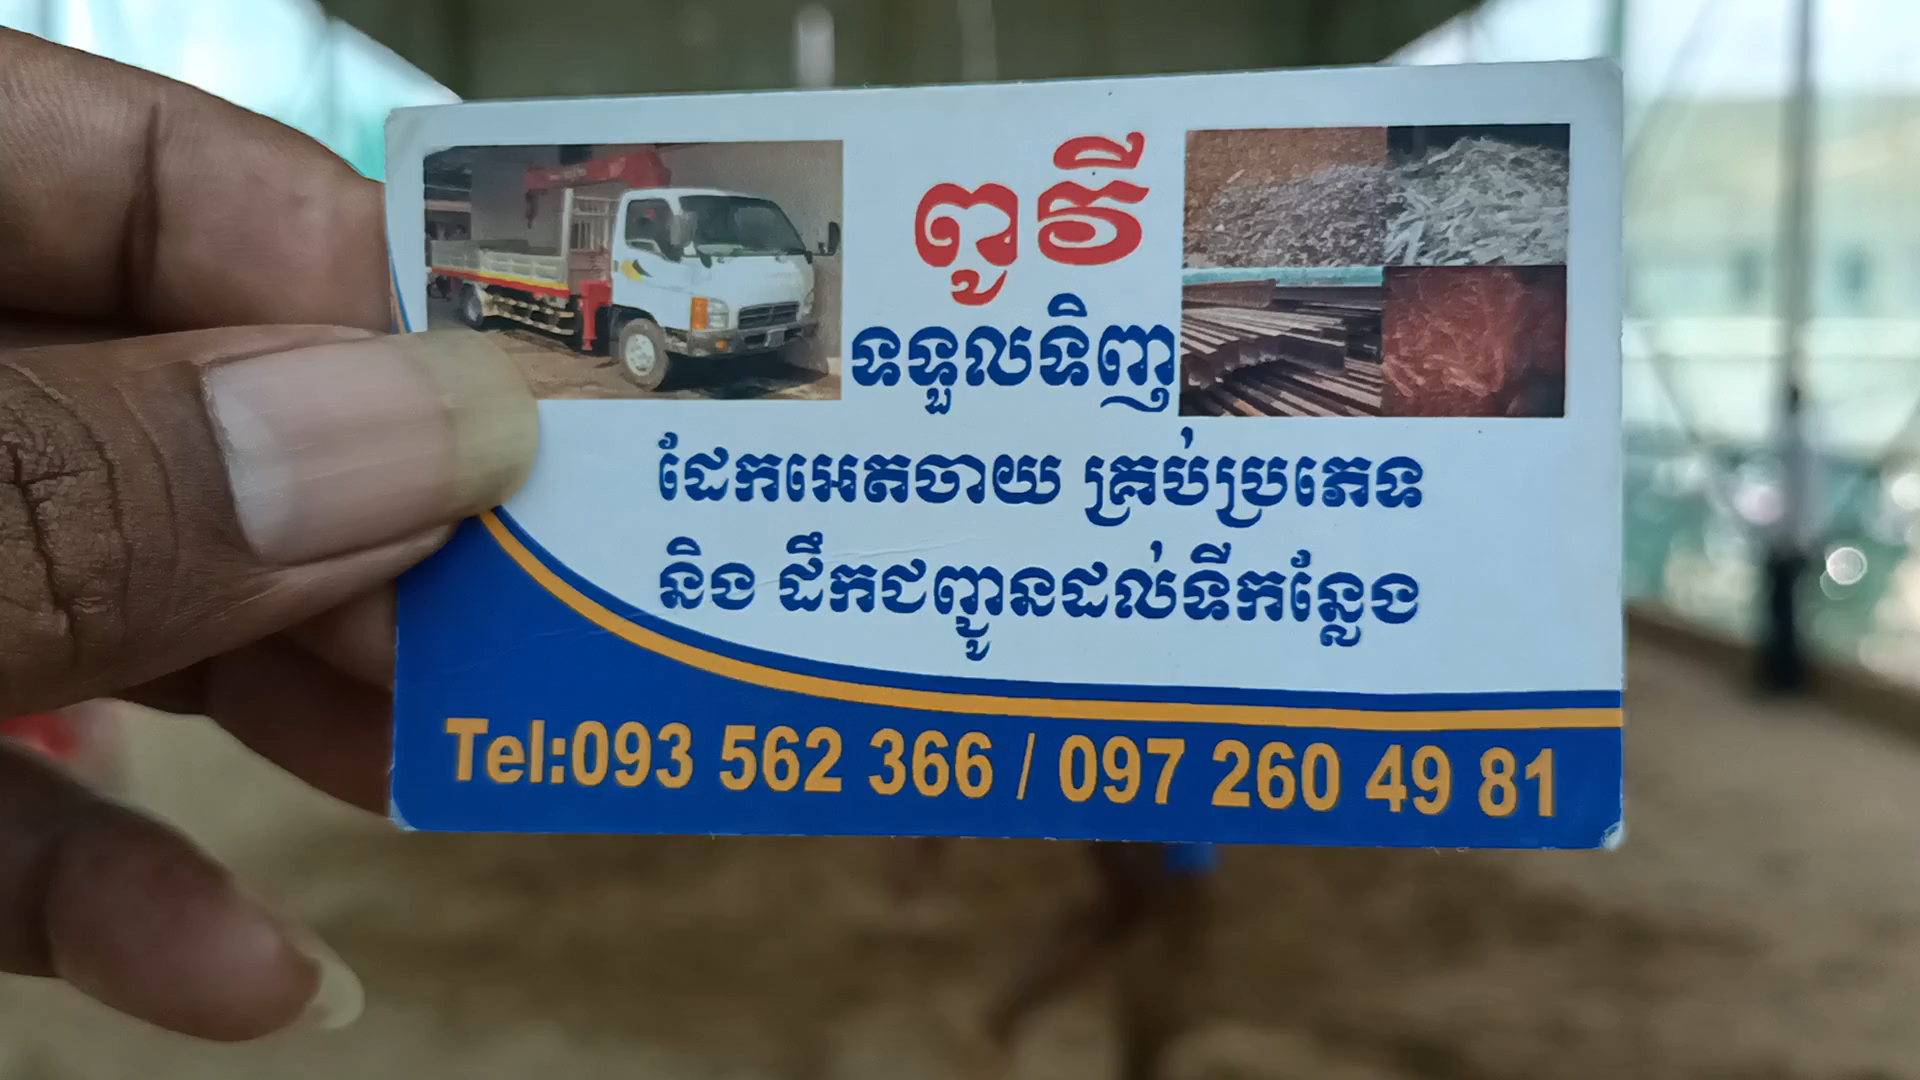 ពូវី
ទទួលទិញ
ដែកអេតចាយ គ្រប់ប្រភេទ
និង ដឹកជញ្ជូនដល់ទីកន្លែង
Tel:093 562 366 / 097 260 49 81